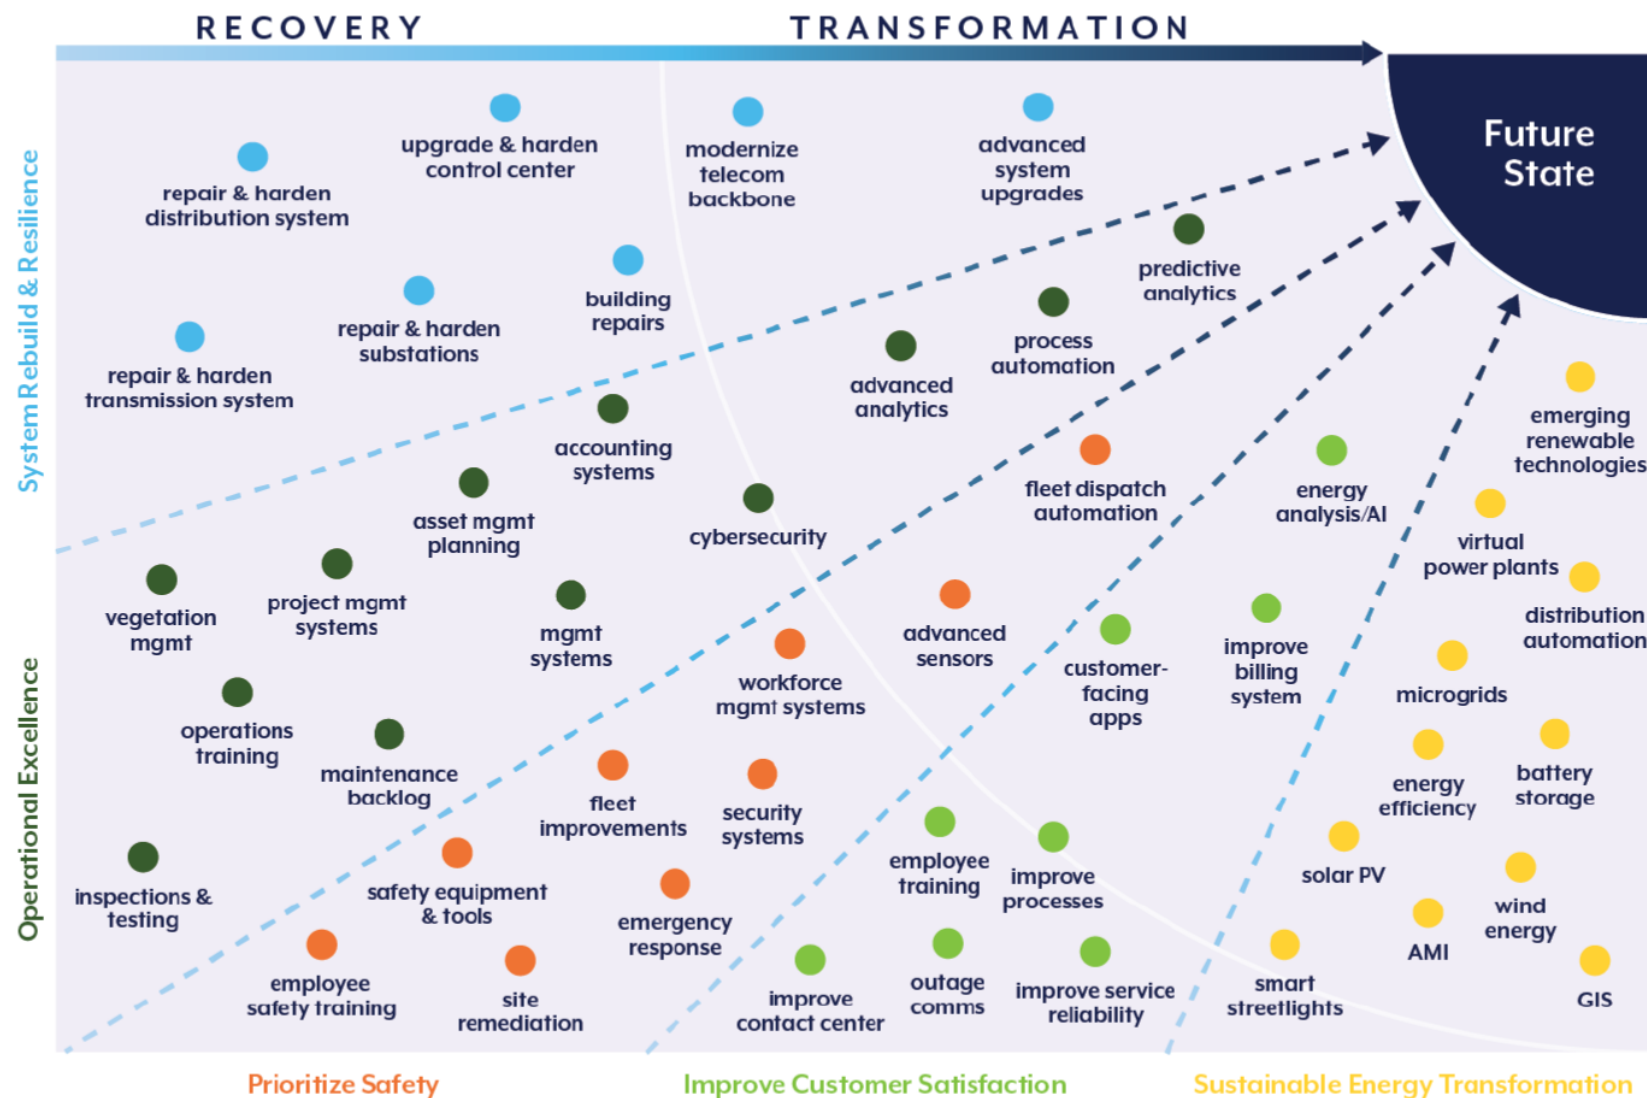 RECOVERY
TRANSFORMATION
Future
State
System Rebuild & Resilience
Operational Excellence
repair & harden
distribution system
upgrade & harden
control center
repair & harden
transmission system
repair & harden
substations
building
repairs
modernize
telecom
backbone
advanced
system
upgrades
predictive
analytics
process
automation
advanced
analytics
accounting
systems
asset mgmt
planning
cybersecurity
vegetation
mgmt
project mgmt
systems
mgmt
systems
operations
training
maintenance
backlog
inspections &
testing
fleet dispatch
automation
advanced
sensors
workforce
mgmt systems
fleet
improvements
security
systems
safety equipment
& tools
emergency
response
employee
safety training
site
remediation
energy
analysis/AI
improve
billing
system
customer-
facing
apps
employee
training
improve
processes
improve
contact center
outage
comms
improve service
reliability
emerging
renewable
technologies
virtual
power plants
distribution
automation
microgrids
energy
efficiency
battery
storage
solar PV
wind
energy
AMI
smart
streetlights
GIS
Prioritize Safety
Improve Customer Satisfaction
Sustainable Energy Transformation